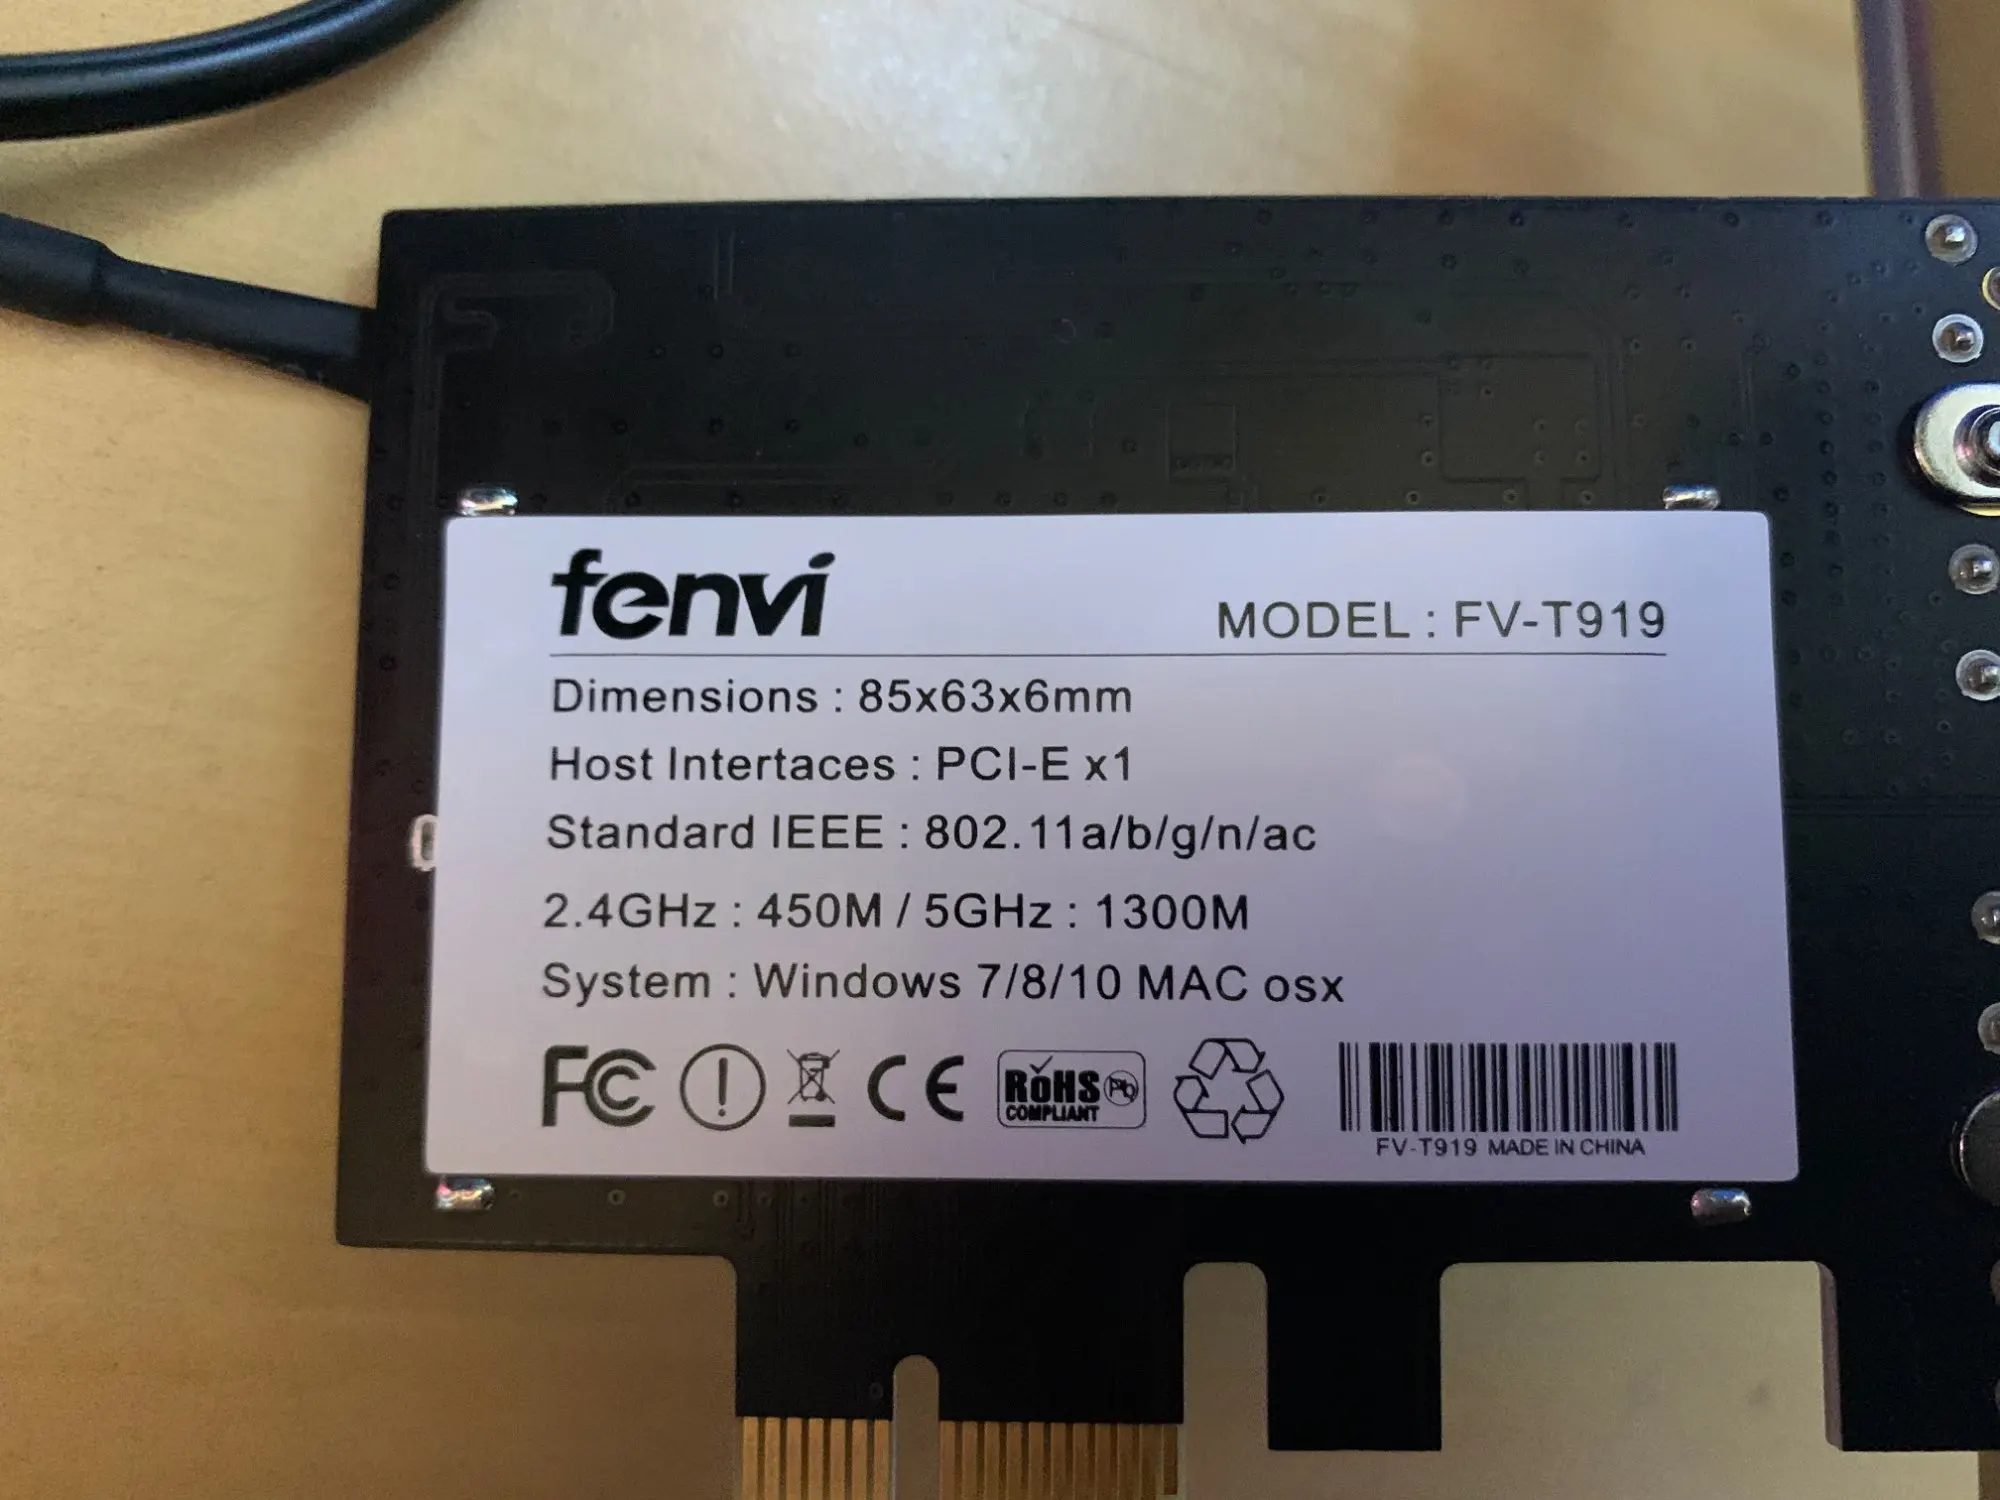 fenvi
MODEL : FV-T919
Dimensions : 85x63x6mm
Host Intertaces : PCI-E x1
Standard IEEE : 802.11a/b/g/n/ac
2.4GHz : 450M / 5GHz : 1300M
System : Windows 7/8/10 MAC osx
FC CE RoHS Pb
COMPLIANT
FV-T919 MADE IN CHINA